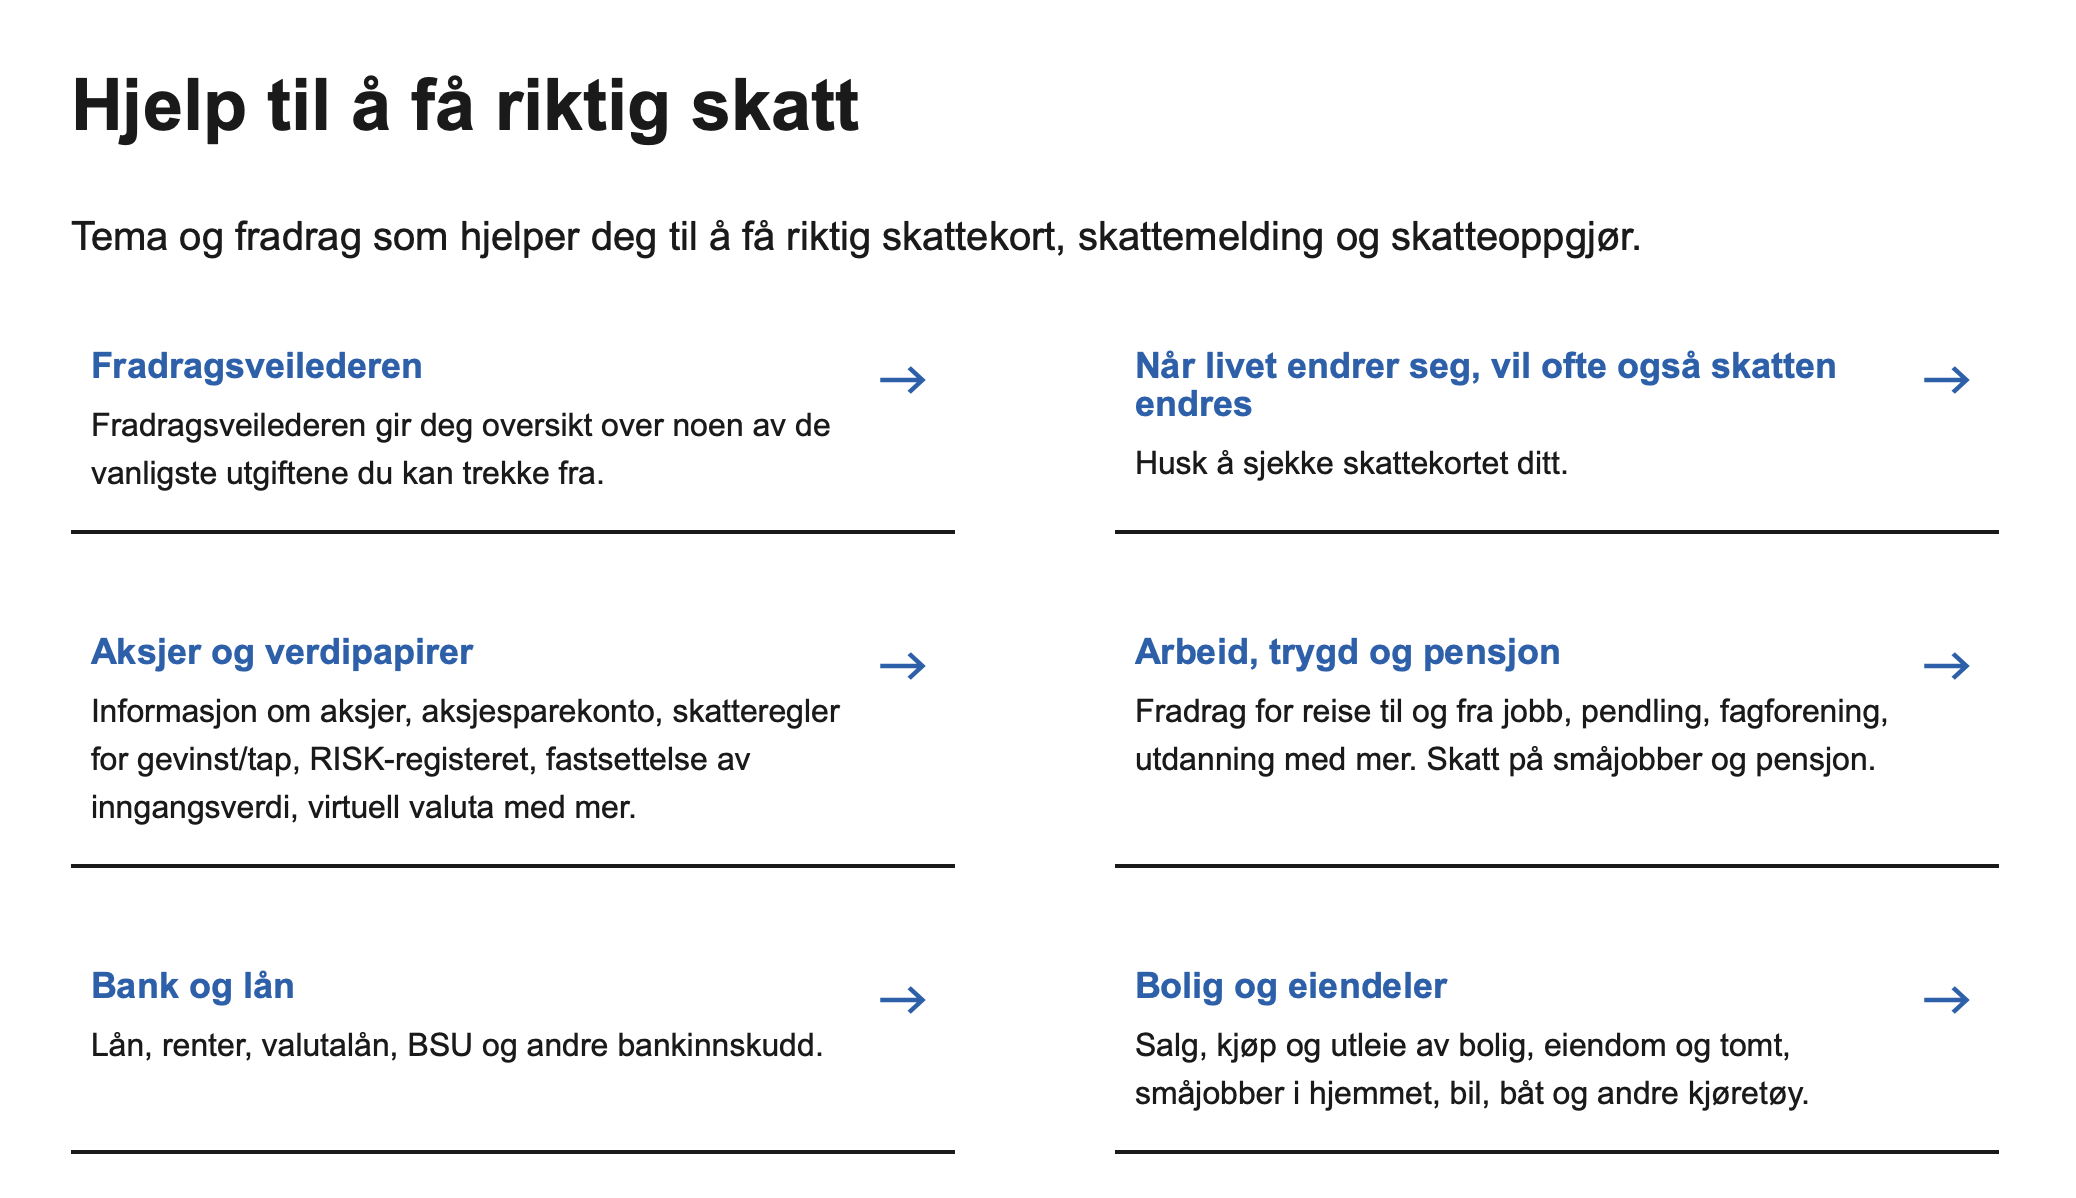 Hjelp til å få riktig skatt
Tema og fradrag som hjelper deg til å få riktig skattekort, skattemelding og skatteoppgjør.
Fradragsveilederen
Fradragsveilederen gir deg oversikt over noen av de
vanligste utgiftene du kan trekke fra.
Når livet endrer seg, vil ofte også skatten
endres
Husk å sjekke skattekortet ditt.
Aksjer og verdipapirer
Informasjon om aksjer, aksjesparekonto, skatteregler
for gevinst/tap, RISK-registeret, fastsettelse av
inngangsverdi, virtuell valuta med mer.
Arbeid, trygd og pensjon
Fradrag for reise til og fra jobb, pendling, fagforening,
utdanning med mer. Skatt på småjobber og pensjon.
Bank og lån
Lån, renter, valutalån, BSU og andre bankinnskudd.
Bolig og eiendeler
Salg, kjøp og utleie av bolig, eiendom og tomt,
småjobber i hjemmet, bil, båt og andre kjøretøy.